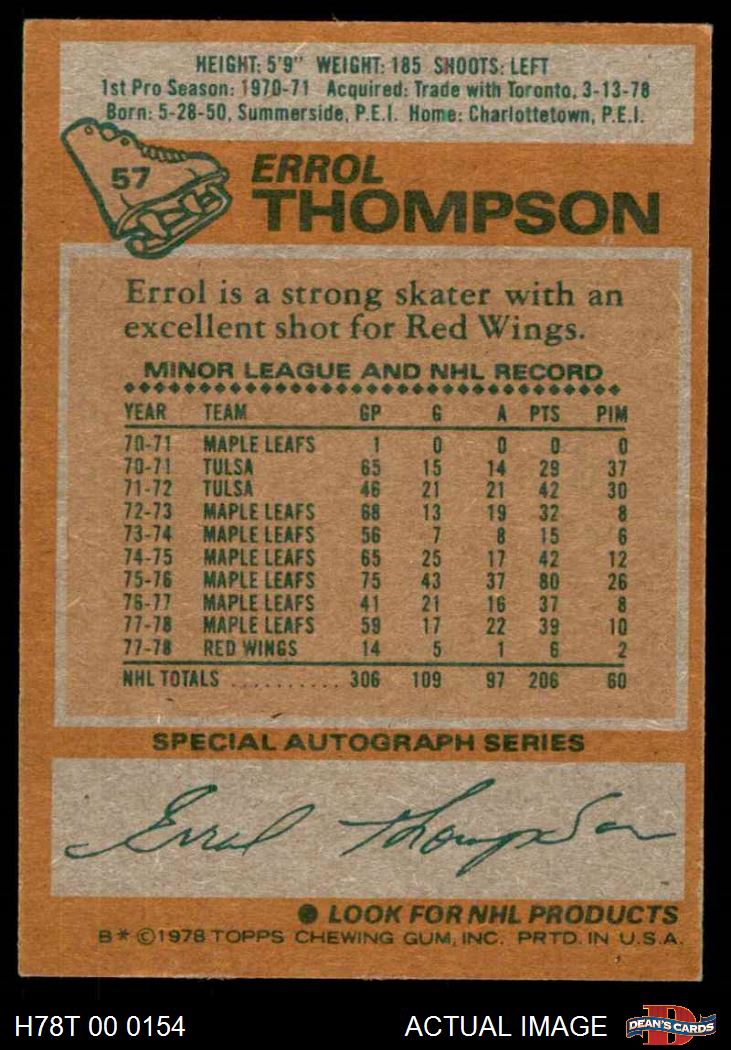 HEIGHT: 5'9" WEIGHT: 185 SHOOTS: LEFT
1st Pro Season: 1970-71 Acquired: Trade with Toronto, 3-13-78
Born: 5-28-50, Summerside, P.E.I. Home: Charlottetown, P.E.I.
57
ERROL
THOMPSON
Errol is a strong skater with an
excellent shot for Red Wings.
MINOR LEAGUE AND NHL RECORD
YEAR TEAM GP G A PTS PIM
70-71 MAPLE LEAFS 1 0 0 0 0
70-71 TULSA 65 15 14 29 37
71-72 TULSA 46 21 21 42 30
72-73 MAPLE LEAFS 68 13 19 32 8
73-74 MAPLE LEAFS 56 7 8 15 6
74-75 MAPLE LEAFS 65 25 17 42 12
75-76 MAPLE LEAFS 75 43 37 80 26
76-77 MAPLE LEAFS 41 21 16 37 8
77-78 MAPLE LEAFS 59 17 22 39 10
77-78 RED WINGS 14 5 1 6 2
NHL TOTALS .......... 306 109 97 206 60
SPECIAL AUTOGRAPH SERIES
Errol Thompson
● LOOK FOR NHL PRODUCTS
B* ©1978 TOPPS CHEWING GUM, INC. PRTD. IN U.S.A.
H78T 00 0154 ACTUAL IMAGE D DEAN'S CARDS